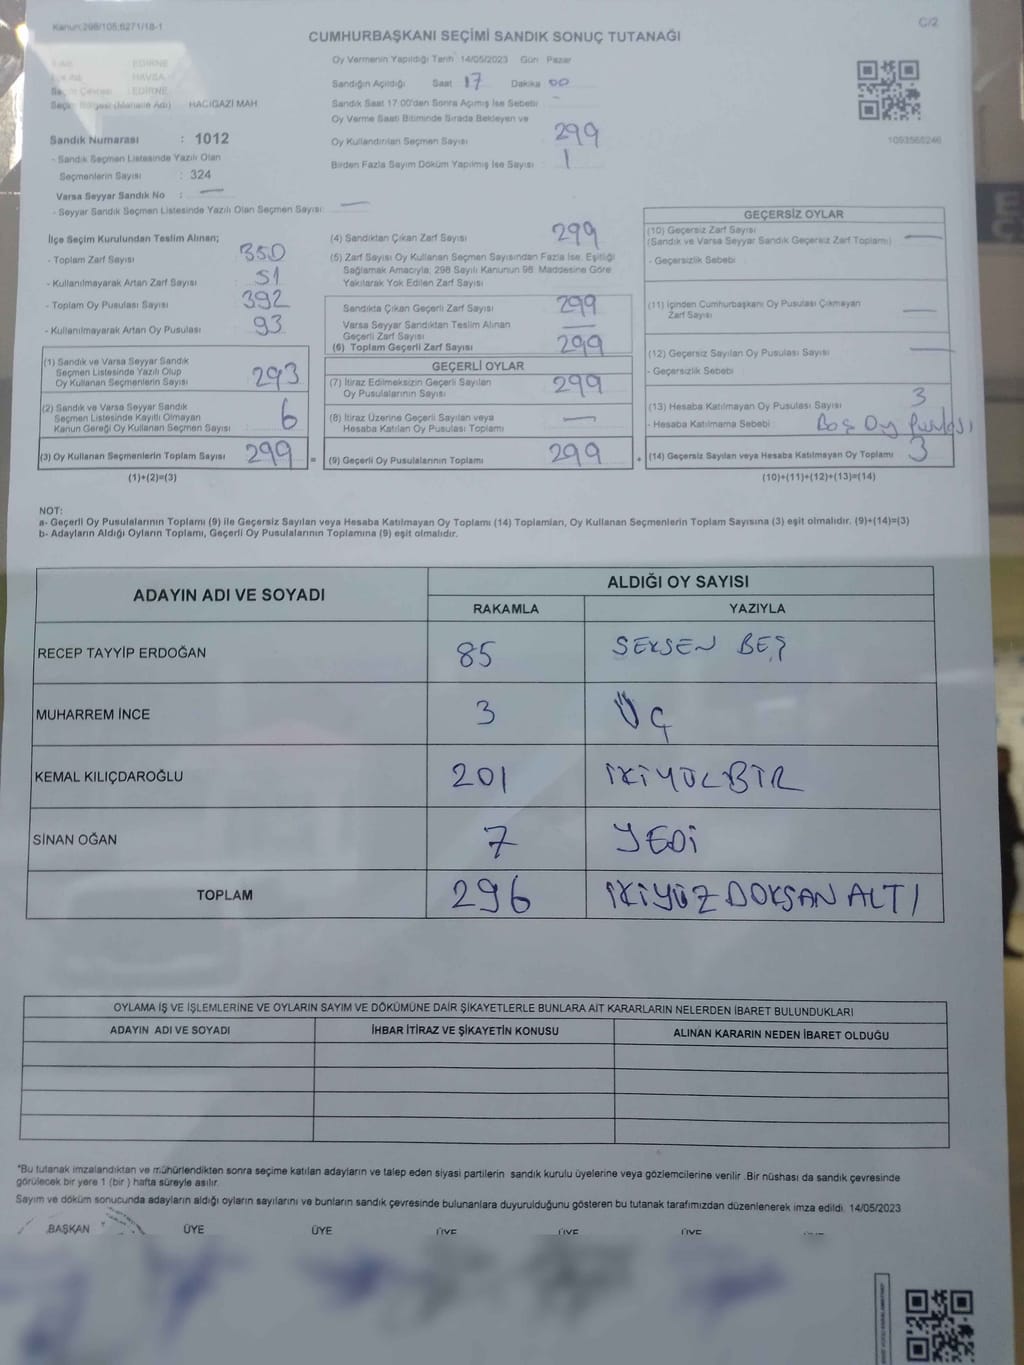 Kanun:298/105,6271/18-1
C/2
CUMHURBAŞKANI SEÇİMİ SANDIK SONUÇ TUTANAĞI
EDİRNE
HAVSA
Seçim Çevresi : EDİRNE
Seçim Bölgesi (Mahalle Adı) : HACIGAZİ MAH
Sandık Numarası : 1012
- Sandık Seçmen Listesinde Yazılı Olan
Seçmenlerin Sayısı : 324
Varsa Seyyar Sandık No : —
- Seyyar Sandık Seçmen Listesinde Yazılı Olan Seçmen Sayısı: —
Oy Vermenin Yapıldığı Tarih 14/05/2023 Gün Pazar
Sandığın Açıldığı Saat 17 Dakika 00
Sandık Saat 17:00'den Sonra Açımış İse Sebebi: —
Oy Verme Saati Bitiminde Sırada Bekleyen ve
Oy Kullandırılan Seçmen Sayısı 299
Birden Fazla Sayım Döküm Yapılmış İse Sayısı 1
1093565246
İlçe Seçim Kurulundan Teslim Alınan;
- Toplam Zarf Sayısı : 350
- Kullanılmayarak Artan Zarf Sayısı : 51
- Toplam Oy Pusulası Sayısı : 392
- Kullanılmayarak Artan Oy Pusulası : 93
(1) Sandık ve Varsa Seyyar Sandık
Seçmen Listesinde Yazılı Olup
Oy Kullanan Seçmenlerin Sayısı 293
(2) Sandık ve Varsa Seyyar Sandık
Seçmen Listesinde Kayıtlı Olmayan
Kanun Gereği Oy Kullanan Seçmen Sayısı 6
(3) Oy Kullanan Seçmenlerin Toplam Sayısı 299 =
(1)+(2)=(3)
(4) Sandıktan Çıkan Zarf Sayısı 299
(5) Zarf Sayısı Oy Kullanan Seçmen Sayısından Fazla İse, Eşitliği
Sağlamak Amacıyla; 298 Sayılı Kanunun 98. Maddesine Göre
Yakılarak Yok Edilen Zarf Sayısı
Sandıkta Çıkan Geçerli Zarf Sayısı 299
Varsa Seyyar Sandıktan Teslim Alınan
Geçerli Zarf Sayısı —
(6) Toplam Geçerli Zarf Sayısı 299
GEÇERLİ OYLAR
(7) İtiraz Edilmeksizin Geçerli Sayılan
Oy Pusulalarının Sayısı 299
(8) İtiraz Üzerine Geçerli Sayılan veya
Hesaba Katılan Oy Pusulası Toplamı —
(9) Geçerli Oy Pusulalarının Toplamı 299 +
GEÇERSİZ OYLAR
(10) Geçersiz Zarf Sayısı
(Sandık ve Varsa Seyyar Sandık Geçersiz Zarf Toplamı) —
- Geçersizlik Sebebi
(11) İçinden Cumhurbaşkanı Oy Pusulası Çıkmayan
Zarf Sayısı —
(12) Geçersiz Sayılan Oy Pusulası Sayısı —
- Geçersizlik Sebebi
(13) Hesaba Katılmayan Oy Pusulası Sayısı 3
- Hesaba Katılmama Sebebi : Boş Oy Puslası
(14) Geçersiz Sayılan veya Hesaba Katılmayan Oy Toplamı 3
(10)+(11)+(12)+(13)=(14)
NOT:
a- Geçerli Oy Pusulalarının Toplamı (9) ile Geçersiz Sayılan veya Hesaba Katılmayan Oy Toplamı (14) Toplamları, Oy Kullanan Seçmenlerin Toplam Sayısına (3) eşit olmalıdır. (9)+(14)=(3)
b- Adayların Aldığı Oyların Toplamı, Geçerli Oy Pusulalarının Toplamına (9) eşit olmalıdır.
ADAYIN ADI VE SOYADI
ALDIĞI OY SAYISI
RAKAMLA YAZIYLA
RECEP TAYYİP ERDOĞAN 85 SEKSEN BEŞ
MUHARREM İNCE 3 ÜÇ
KEMAL KILIÇDAROĞLU 201 İKİYÜZBİR
SİNAN OĞAN 7 YEDİ
TOPLAM 296 İKİYÜZ DOKSAN ALTI
OYLAMA İŞ VE İŞLEMLERİNE VE OYLARIN SAYIM VE DÖKÜMÜNE DAİR ŞİKAYETLERLE BUNLARA AİT KARARLARIN NELERDEN İBARET BULUNDUKLARI
ADAYIN ADI VE SOYADI İHBAR İTİRAZ VE ŞİKAYETİN KONUSU ALINAN KARARIN NEDEN İBARET OLDUĞU
*Bu tutanak imzalandıktan ve mühürlendikten sonra seçime katılan adayların ve talep eden siyasi partilerin sandık kurulu üyelerine veya gözlemcilerine verilir. Bir nüshası da sandık çevresinde
görülecek bir yere 1 (bir ) hafta süreyle asılır.
Sayım ve döküm sonucunda adayların aldığı oyların sayılarını ve bunların sandık çevresinde bulunanlara duyurulduğunu gösteren bu tutanak tarafımızdan düzenlenerek imza edildi. 14/05/2023
BAŞKAN ÜYE ÜYE ÜYE ÜYE ÜYE ÜYE